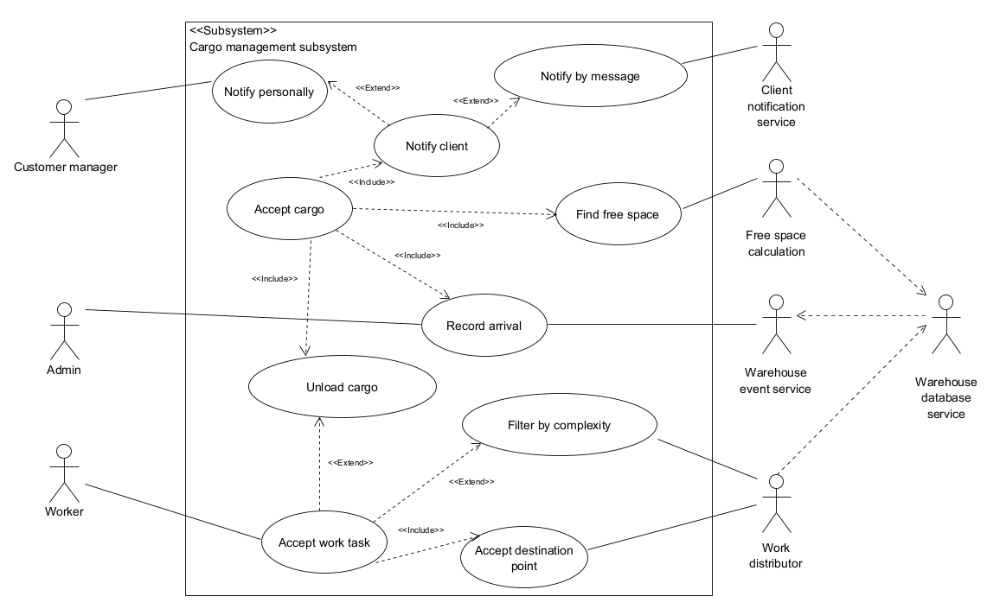 <<Subsystem>>
Cargo management subsystem
Notify personally
<<Extend>>
Notify by message
<<Extend>>
Client
notification
service
Customer manager
Notify client
<<Include>>
Accept cargo
<<Include>>
Find free space
Free space
calculation
<<Include>>
<<Include>>
Record arrival
Admin
Warehouse
event service
Warehouse
database
service
Unload cargo
Filter by complexity
<<Extend>>
<<Extend>>
Worker
Accept work task
<<Include>>
Accept destination
point
Work
distributor